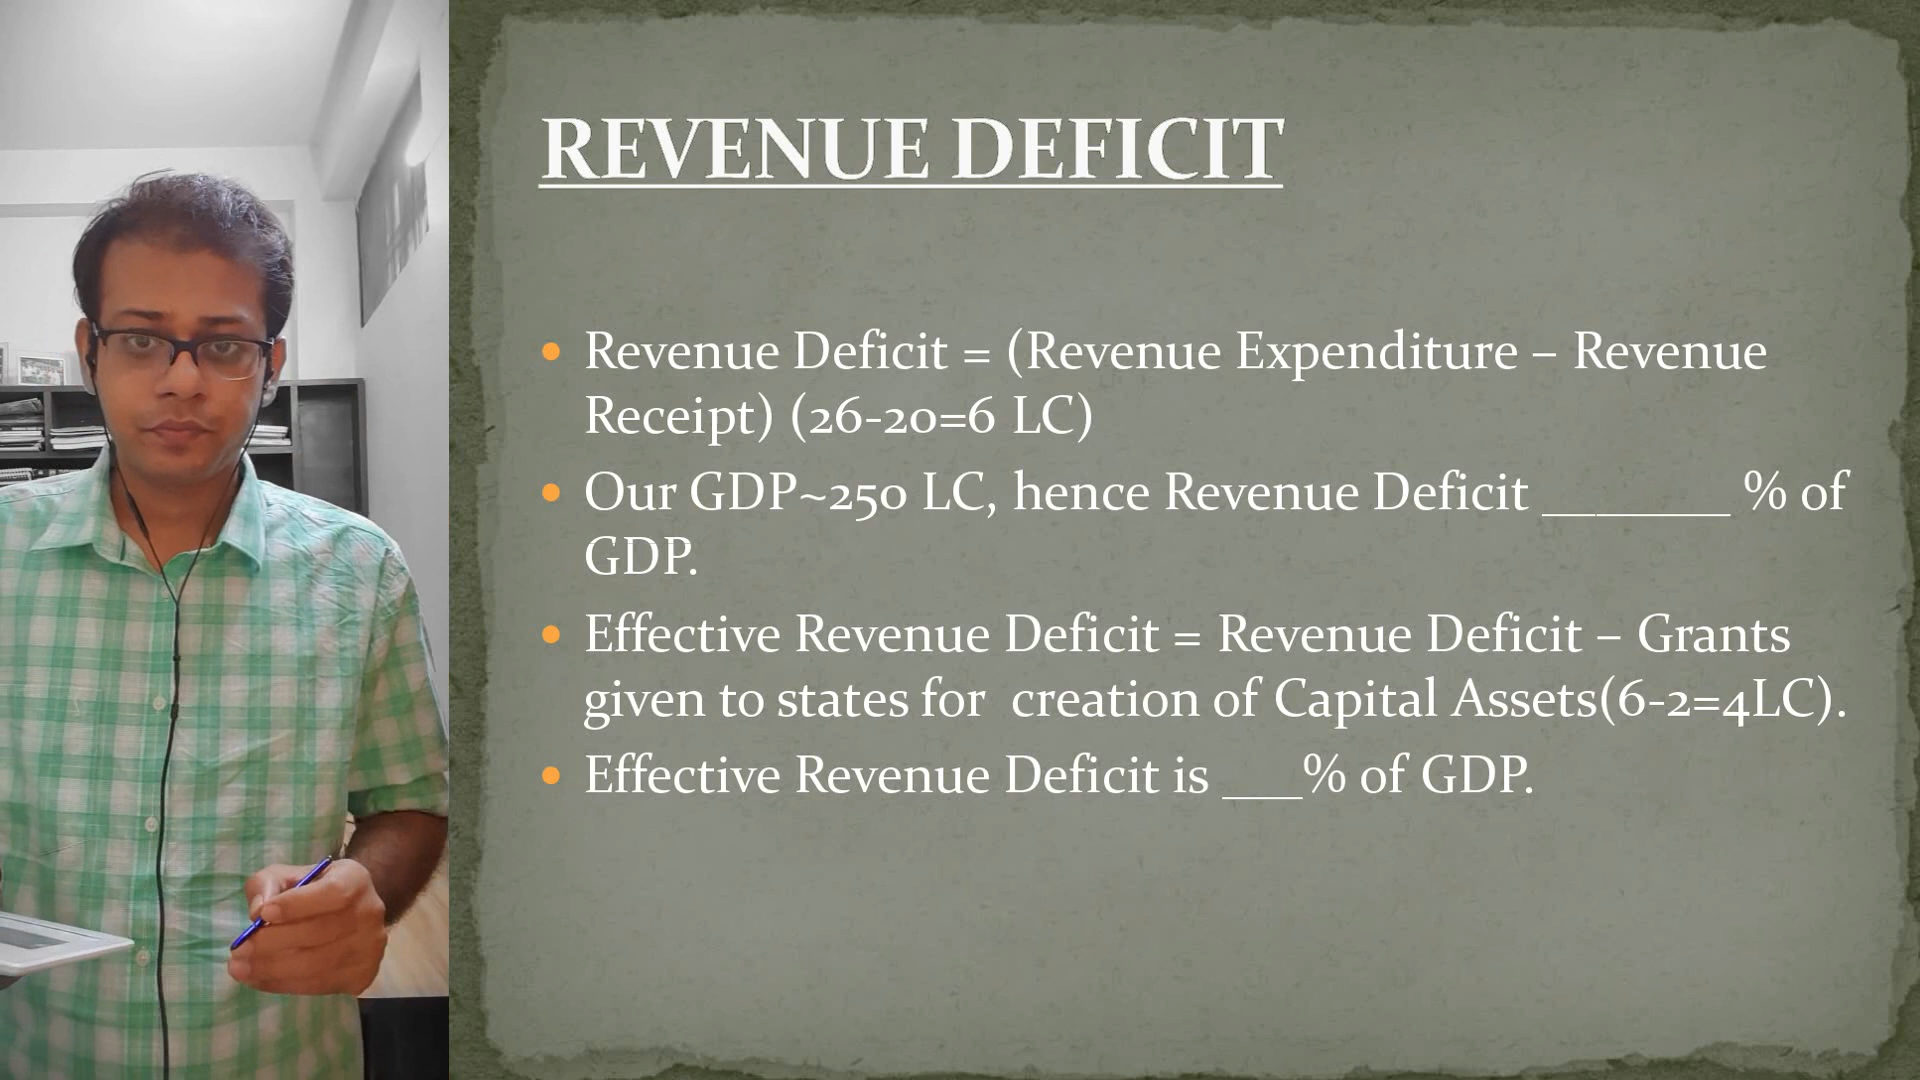 REVENUE DEFICIT
Revenue Deficit = (Revenue Expenditure – Revenue
Receipt) (26-20=6 LC)
Our GDP~250 LC, hence Revenue Deficit _______ % of
GDP.
Effective Revenue Deficit = Revenue Deficit – Grants
given to states for  creation of Capital Assets(6-2=4LC).
Effective Revenue Deficit is ___% of GDP.